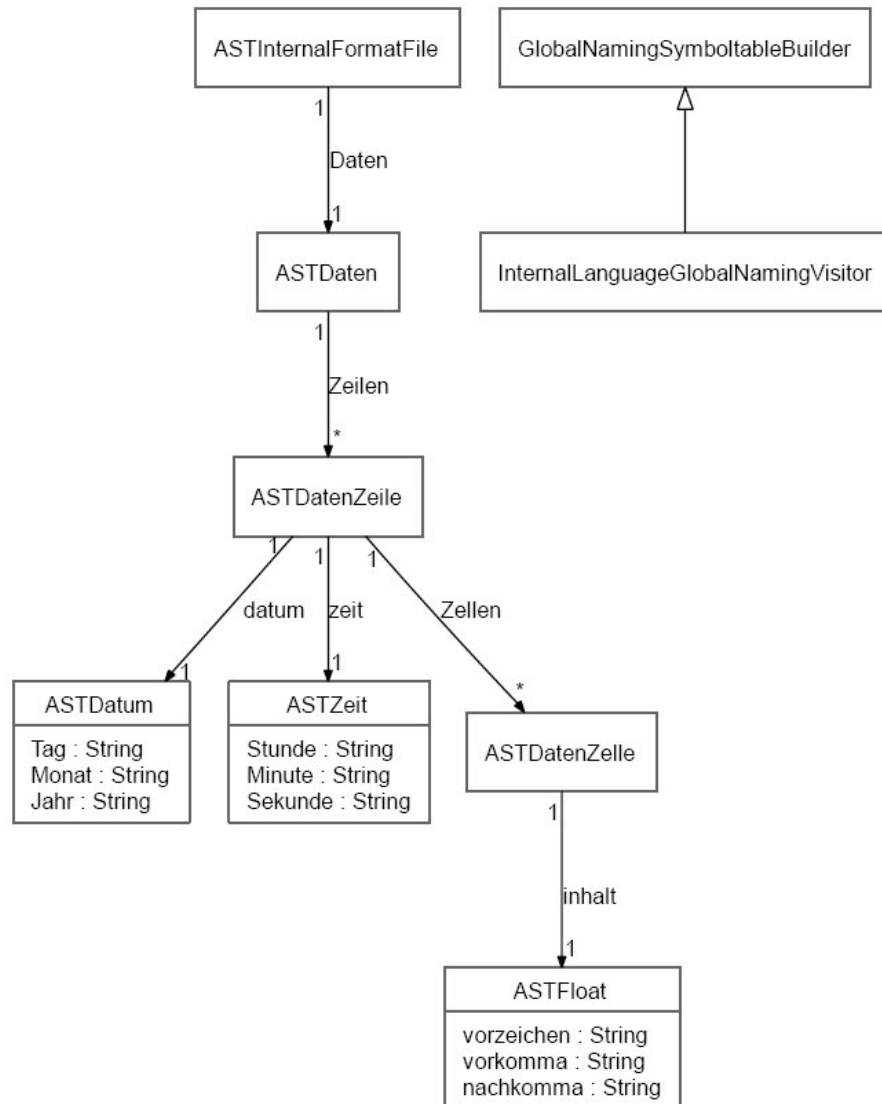 ASTInternalFormatFile
GlobalNamingSymboltableBuilder
1
Daten
1
ASTDaten
InternalLanguageGlobalNamingVisitor
1
Zeilen
*
ASTDatenZeile
1
1
1
datum
zeit
Zellen
1
1
*
ASTDatum
Tag : String
Monat : String
Jahr : String
ASTZeit
Stunde : String
Minute : String
Sekunde : String
ASTDatenZelle
1
inhalt
1
ASTFloat
vorzeichen : String
vorkomma : String
nachkomma : String